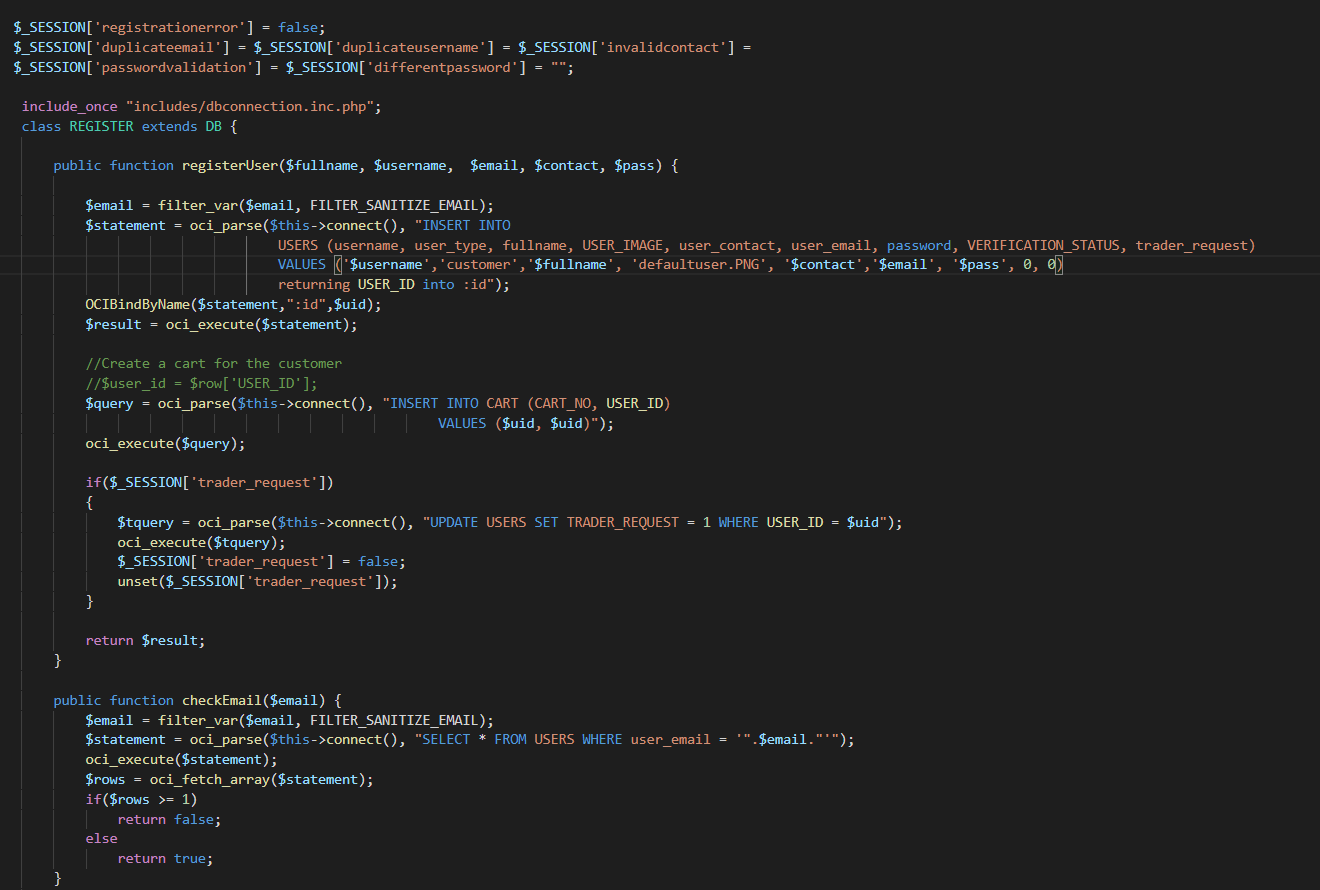 $_SESSION['registrationerror'] = false;
$_SESSION['duplicateemail'] = $_SESSION['duplicateusername'] = $_SESSION['invalidcontact'] =
$_SESSION['passwordvalidation'] = $_SESSION['differentpassword'] = "";
include_once "includes/dbconnection.inc.php";
class REGISTER extends DB {
public function registerUser($fullname, $username,  $email, $contact, $pass) {
$email = filter_var($email, FILTER_SANITIZE_EMAIL);
$statement = oci_parse($this->connect(), "INSERT INTO
USERS (username, user_type, fullname, USER_IMAGE, user_contact, user_email, password, VERIFICATION_STATUS, trader_request)
VALUES ('$username','customer','$fullname', 'defaultuser.PNG', '$contact','$email', '$pass', 0, 0)
returning USER_ID into :id");
OCIBindByName($statement,":id",$uid);
$result = oci_execute($statement);
//Create a cart for the customer
//$user_id = $row['USER_ID'];
$query = oci_parse($this->connect(), "INSERT INTO CART (CART_NO, USER_ID)
VALUES ($uid, $uid)");
oci_execute($query);
if($_SESSION['trader_request'])
{
$tquery = oci_parse($this->connect(), "UPDATE USERS SET TRADER_REQUEST = 1 WHERE USER_ID = $uid");
oci_execute($tquery);
$_SESSION['trader_request'] = false;
unset($_SESSION['trader_request']);
}
return $result;
}
public function checkEmail($email) {
$email = filter_var($email, FILTER_SANITIZE_EMAIL);
$statement = oci_parse($this->connect(), "SELECT * FROM USERS WHERE user_email = '".$email."'");
oci_execute($statement);
$rows = oci_fetch_array($statement);
if($rows >= 1)
return false;
else
return true;
}